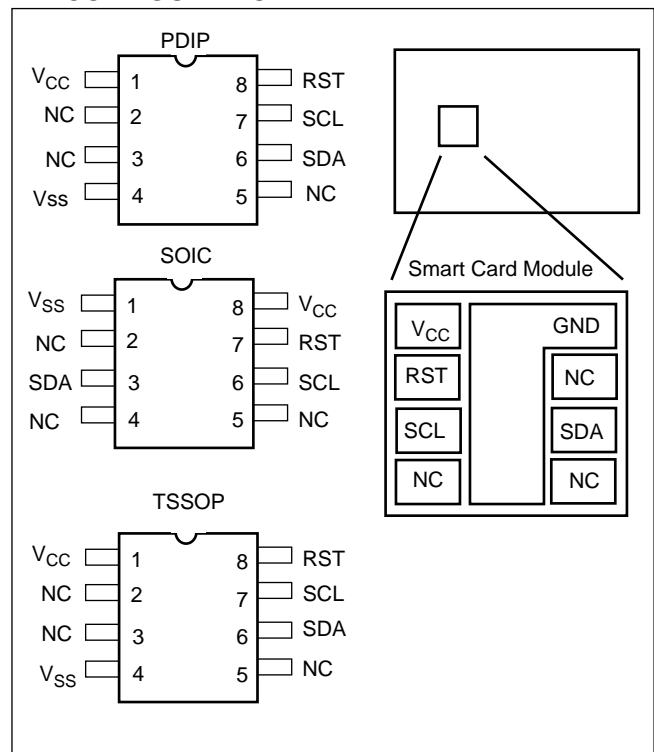 PDIP
VCC 1 8 RST
NC 2 7 SCL
NC 3 6 SDA
Vss 4 5 NC
SOIC
VSS 1 8 VCC
NC 2 7 RST
SDA 3 6 SCL
NC 4 5 NC
TSSOP
VCC 1 8 RST
NC 2 7 SCL
NC 3 6 SDA
VSS 4 5 NC
Smart Card Module
VCC GND
RST NC
SCL SDA
NC NC